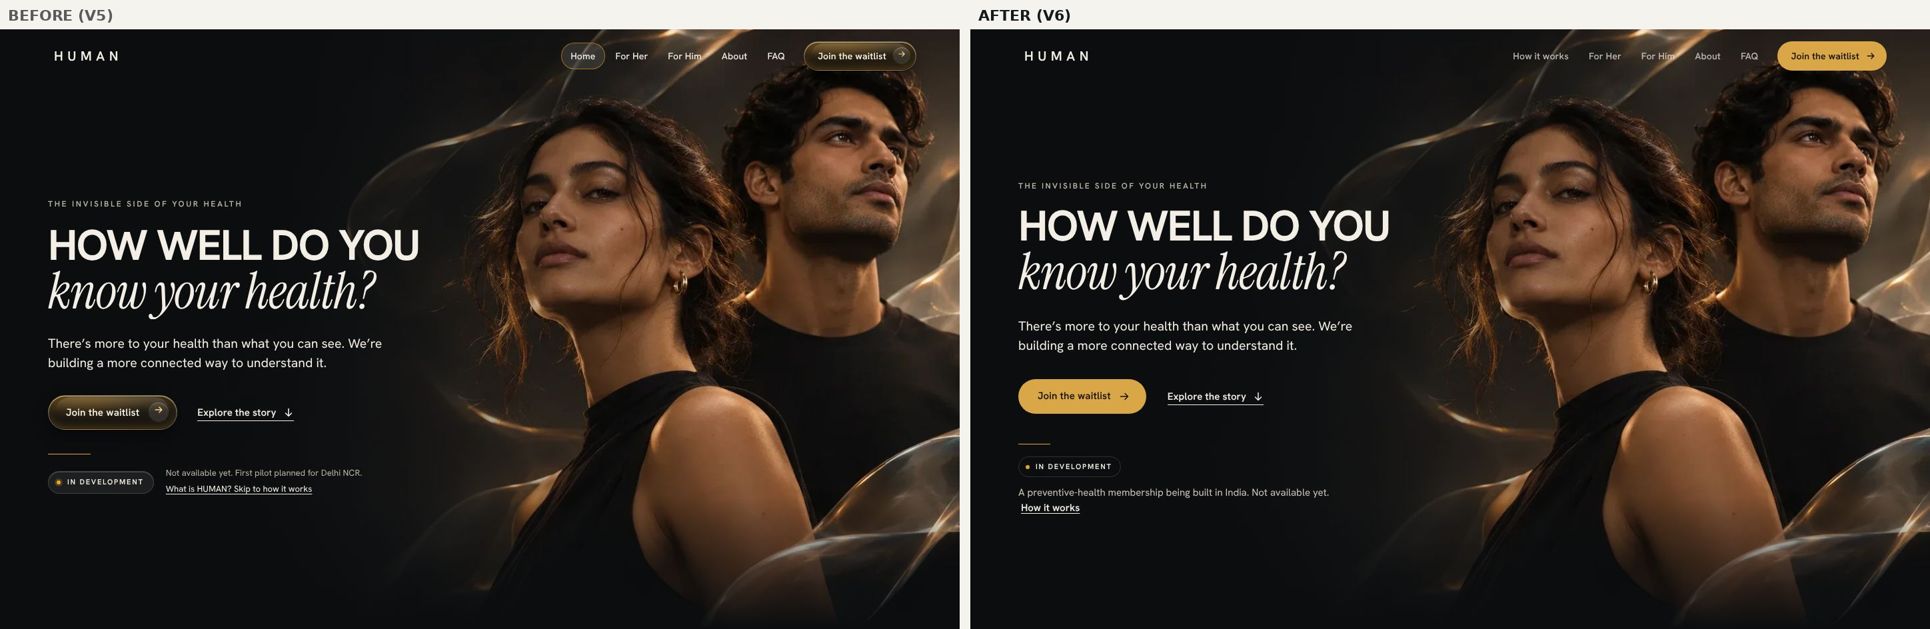 BEFORE (V5)
HUMAN
Home For Her For Him About FAQ Join the waitlist →
THE INVISIBLE SIDE OF YOUR HEALTH
HOW WELL DO YOU
know your health?
There’s more to your health than what you can see. We’re
building a more connected way to understand it.
Join the waitlist → Explore the story ↓
IN DEVELOPMENT
Not available yet. First pilot planned for Delhi NCR.
What is HUMAN? Skip to how it works
AFTER (V6)
HUMAN
How it works For Her For Him About FAQ Join the waitlist →
THE INVISIBLE SIDE OF YOUR HEALTH
HOW WELL DO YOU
know your health?
There’s more to your health than what you can see. We’re
building a more connected way to understand it.
Join the waitlist → Explore the story ↓
IN DEVELOPMENT
A preventive-health membership being built in India. Not available yet.
How it works